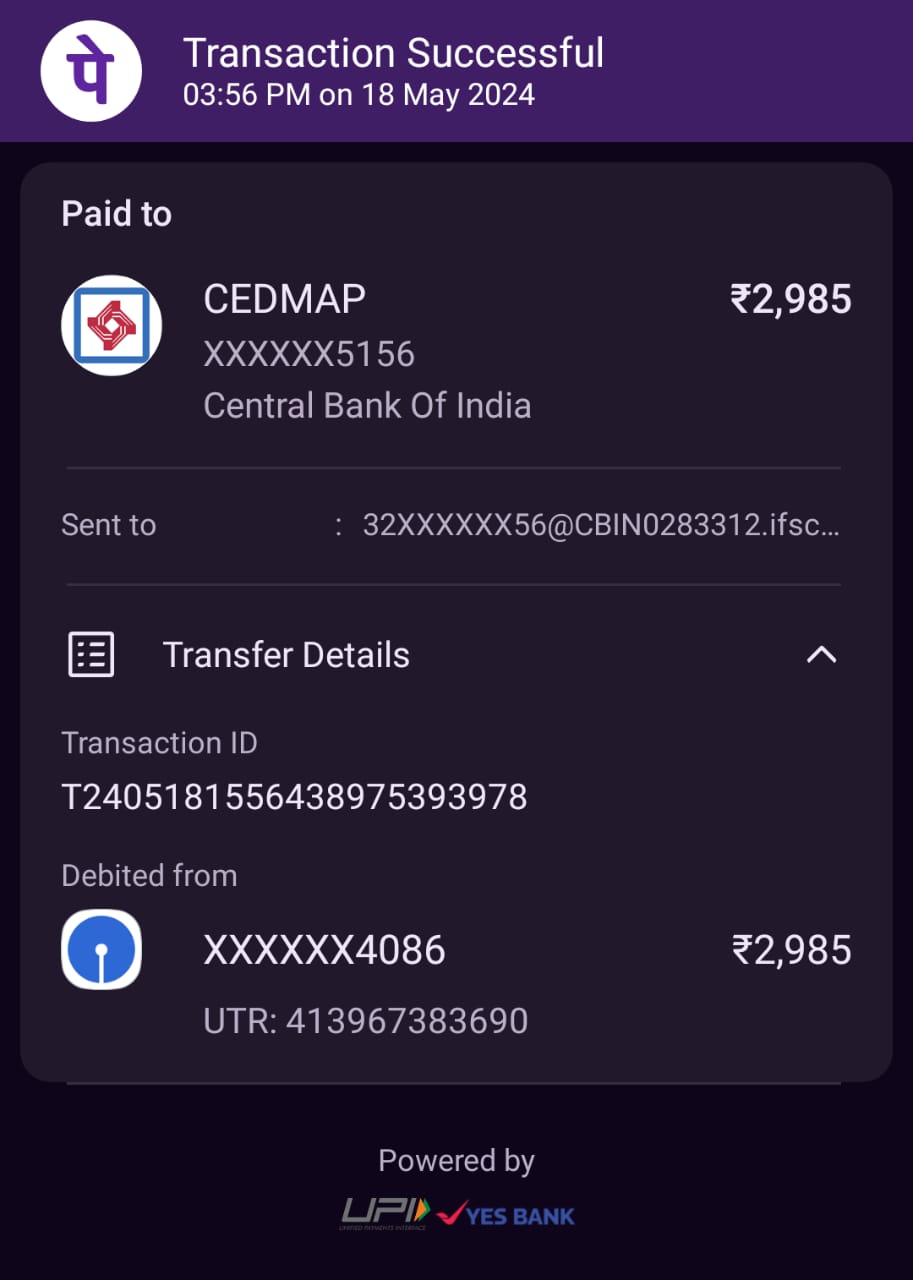 पे
Transaction Successful
03:56 PM on 18 May 2024
Paid to
CEDMAP ₹2,985
XXXXXX5156
Central Bank Of India
Sent to : 32XXXXXX56@CBIN0283312.ifsc...
Transfer Details
Transaction ID
T2405181556438975393978
Debited from
XXXXXX4086 ₹2,985
UTR: 413967383690
Powered by
UPI YES BANK
UNIFIED PAYMENTS INTERFACE